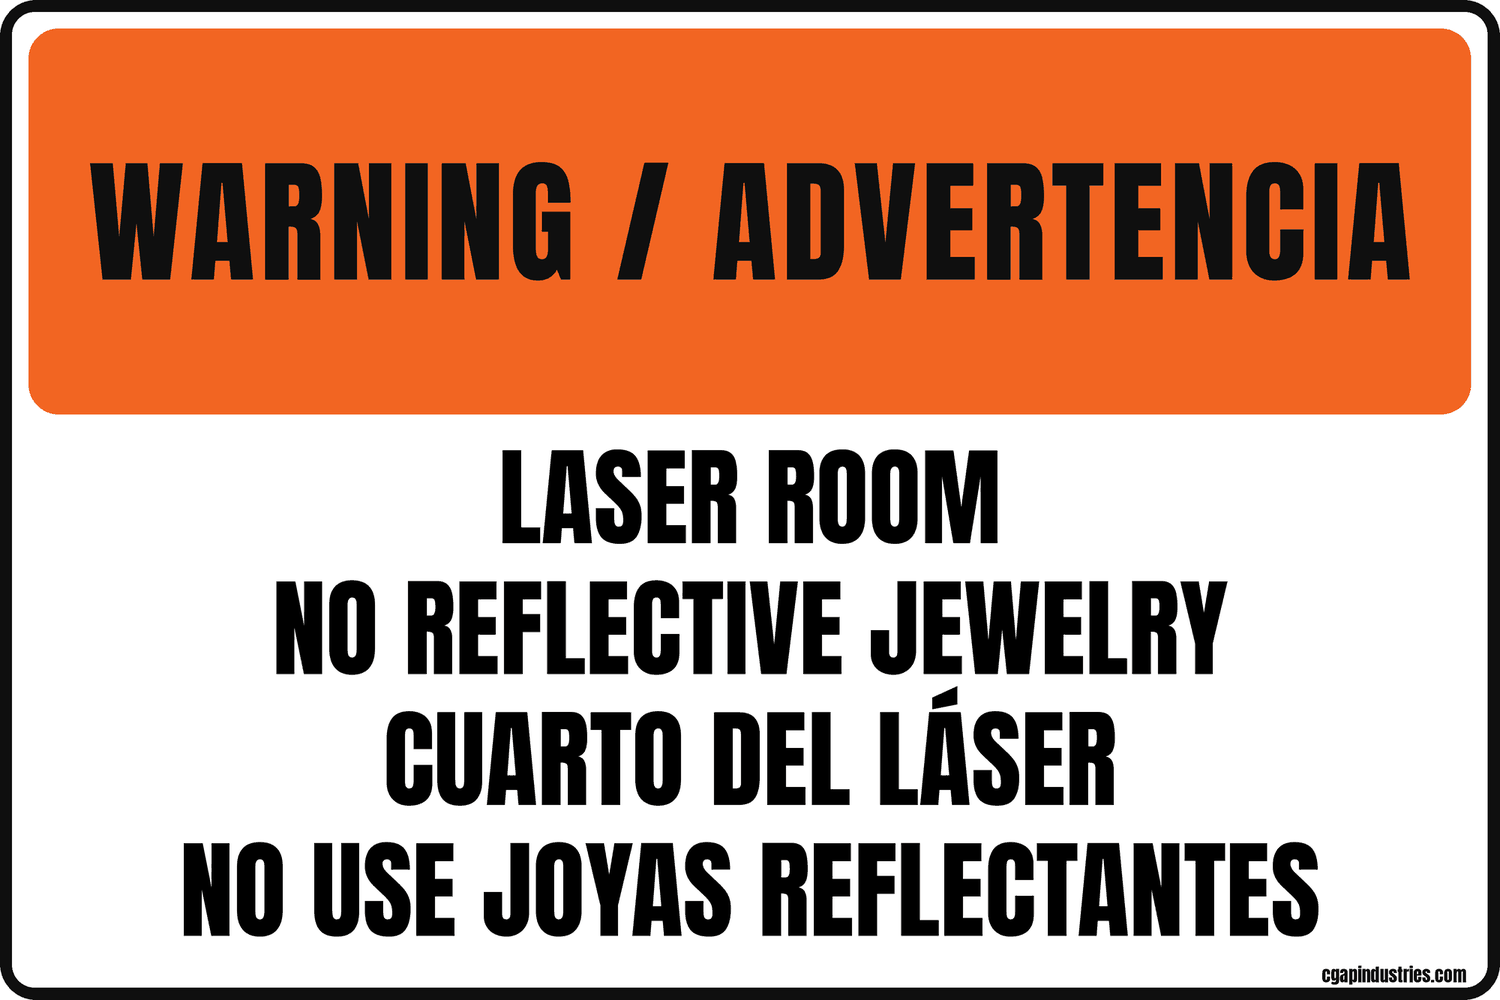 WARNING / ADVERTENCIA
LASER ROOM
NO REFLECTIVE JEWELRY
CUARTO DEL LÁSER
NO USE JOYAS REFLECTANTES
cgapindustries.com